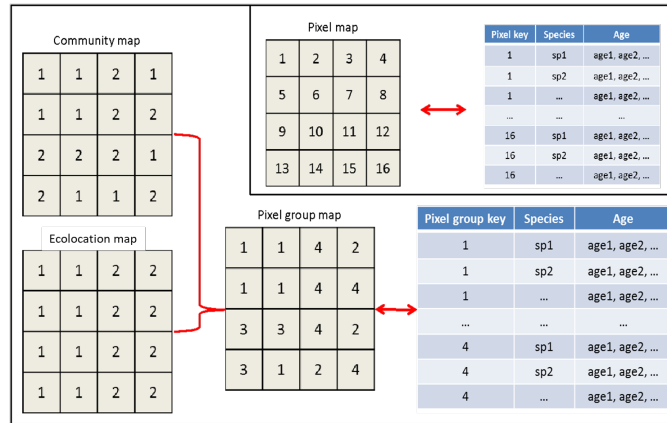 Community map
1 1 2 1
1 1 2 2
2 2 2 1
2 1 1 2
Ecolocation map
1 1 2 2
1 1 2 2
1 1 2 2
1 1 2 2
Pixel map
1 2 3 4
5 6 7 8
9 10 11 12
13 14 15 16
Pixel key Species Age
1 sp1 age1, age2, ...
1 sp2 age1, age2, ...
1 ... age1, age2, ...
... ... ...
16 sp1 age1, age2, ...
16 sp2 age1, age2, ...
16 ... age1, age2, ...
Pixel group map
1 1 4 2
1 1 4 4
3 3 4 2
3 1 2 4
Pixel group key Species Age
1 sp1 age1, age2, ...
1 sp2 age1, age2, ...
1 ... age1, age2, ...
... ... ...
4 sp1 age1, age2, ...
4 sp2 age1, age2, ...
4 ... age1, age2, ...